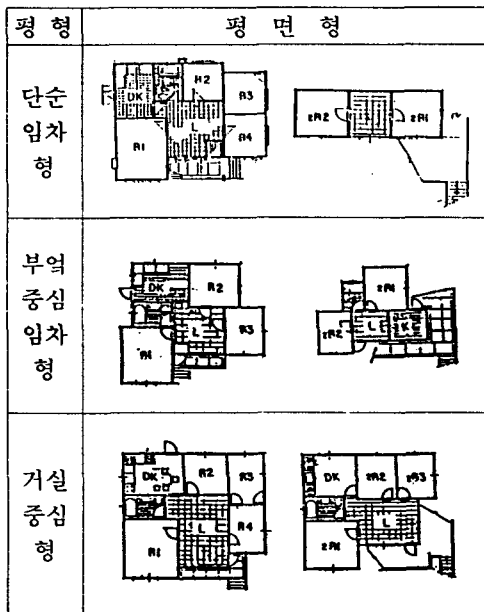 평 형 평 면 형
단순
임차
형
DK R2
R3
L
R1 R4
2R2 2R1
부엌
중심
임차
형
DK R2
L R3
R1
2R1
2R2 L K
거실
중심
형
DK R2 R3
L R4
R1
DK 2R2 2R3
L
2R1